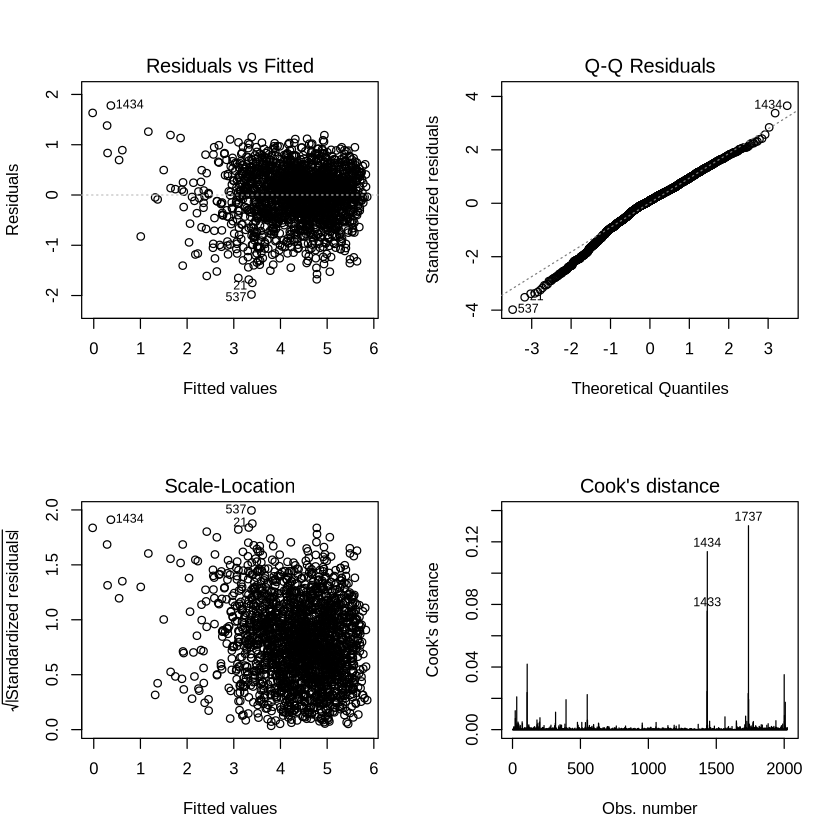 Residuals vs Fitted
Residuals
2
1
0
-1
-2
1434
21
537
0 1 2 3 4 5 6
Fitted values
Q-Q Residuals
Standardized residuals
4
2
0
-2
-4
1434
21
537
-3 -2 -1 0 1 2 3
Theoretical Quantiles
Scale-Location
√|Standardized residuals|
2.0
1.5
1.0
0.5
0.0
537
1434
21
0 1 2 3 4 5 6
Fitted values
Cook's distance
Cook's distance
0.12
0.08
0.04
0.00
1737
1434
1433
0 500 1000 1500 2000
Obs. number